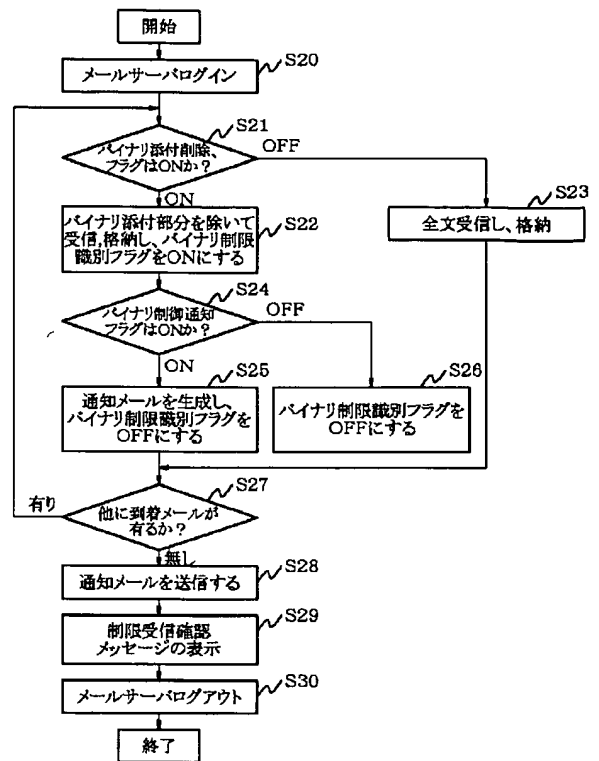 開始
メールサーバログイン
S20
S21
バイナリ添付削除、
フラグはONか？
OFF
ON
S22
バイナリ添付部分を除いて
受信,格納し、バイナリ制限
識別フラグをONにする
S23
全文受信し、格納
S24
バイナリ制御通知
フラグはONか？
OFF
ON
S25
通知メールを生成し、
バイナリ制限識別フラグを
OFFにする
S26
バイナリ制限識別フラグを
OFFにする
S27
他に到着メールが
有るか？
有り
無し
S28
通知メールを送信する
S29
制限受信確認
メッセージの表示
S30
メールサーバログアウト
終了